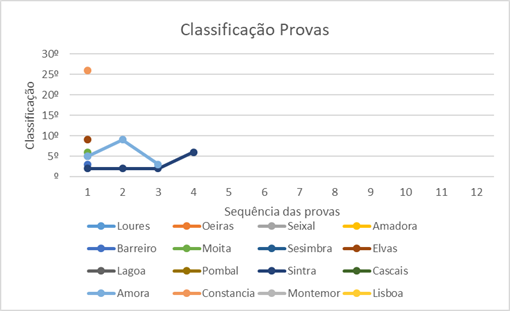 Classificação Provas
30º
25º
20º
15º
10º
5º
º
Classificação
1 2 3 4 5 6 7 8 9 10 11 12
Sequência das provas
Loures Oeiras Seixal Amadora
Barreiro Moita Sesimbra Elvas
Lagoa Pombal Sintra Cascais
Amora Constancia Montemor Lisboa